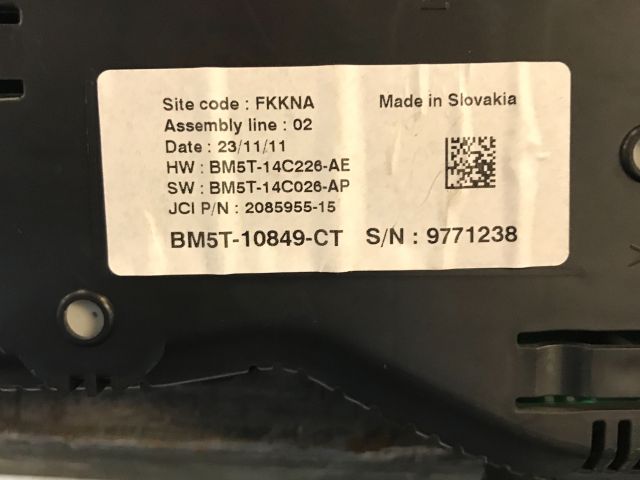 Site code : FKKNA Made in Slovakia
Assembly line : 02
Date : 23/11/11
HW : BM5T-14C226-AE
SW : BM5T-14C026-AP
JCI P/N : 2085955-15
BM5T-10849-CT S/N : 9771238